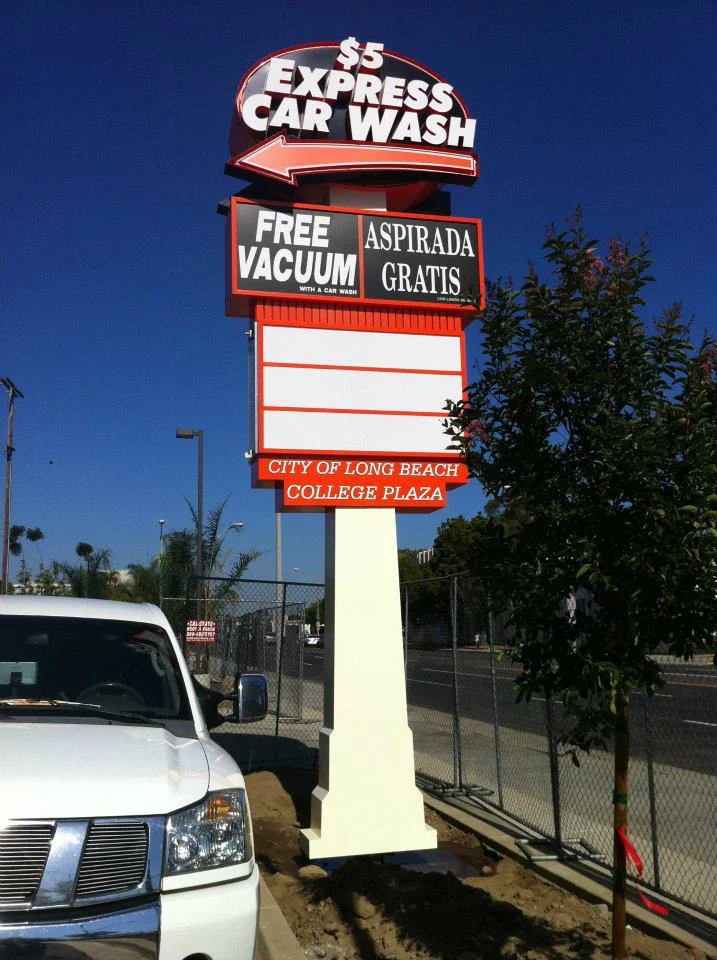 $5
EXPRESS
CAR WASH
FREE
VACUUM
WITH A CAR WASH
ASPIRADA
GRATIS
CITY OF LONG BEACH
COLLEGE PLAZA